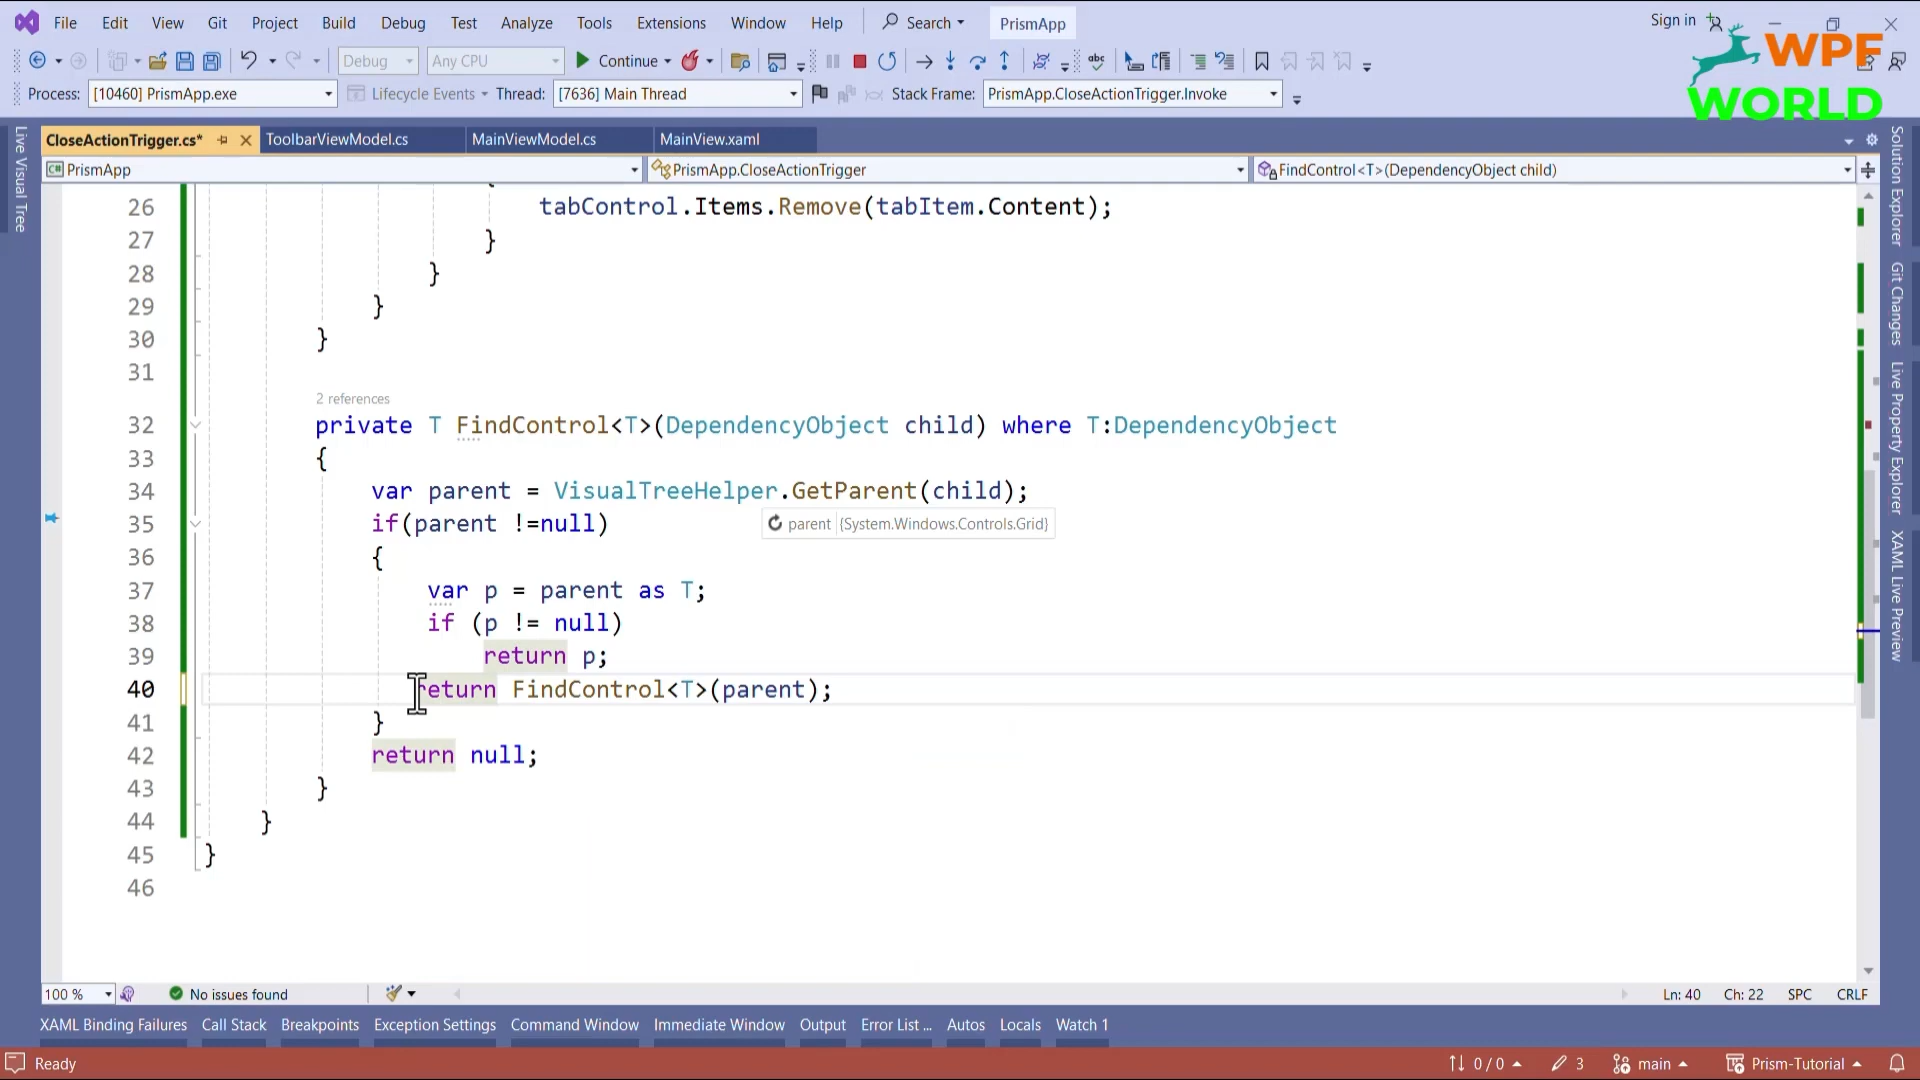 File Edit View Git Project Build Debug Test Analyze Tools Extensions Window Help Search PrismApp Sign in
WPF
WORLD
Debug Any CPU Continue abc
Process: [10460] PrismApp.exe Lifecycle Events Thread: [7636] Main Thread Stack Frame: PrismApp.CloseActionTrigger.Invoke
CloseActionTrigger.cs* ToolbarViewModel.cs MainViewModel.cs MainView.xaml
PrismApp PrismApp.CloseActionTrigger FindControl<T>(DependencyObject child)
Live Visual Tree
Solution Explorer
Git Changes
Live Property Explorer
XAML Live Preview
26 tabControl.Items.Remove(tabItem.Content);
27 }
28 }
29 }
30 }
31
2 references
32 private T FindControl<T>(DependencyObject child) where T:DependencyObject
33 {
34 var parent = VisualTreeHelper.GetParent(child);
35 if(parent !=null) parent {System.Windows.Controls.Grid}
36 {
37 var p = parent as T;
38 if (p != null)
39 return p;
40 return FindControl<T>(parent);
41 }
42 return null;
43 }
44 }
45 }
46
100 % No issues found Ln: 40 Ch: 22 SPC CRLF
XAML Binding Failures Call Stack Breakpoints Exception Settings Command Window Immediate Window Output Error List ... Autos Locals Watch 1
Ready 0 / 0 3 main Prism-Tutorial